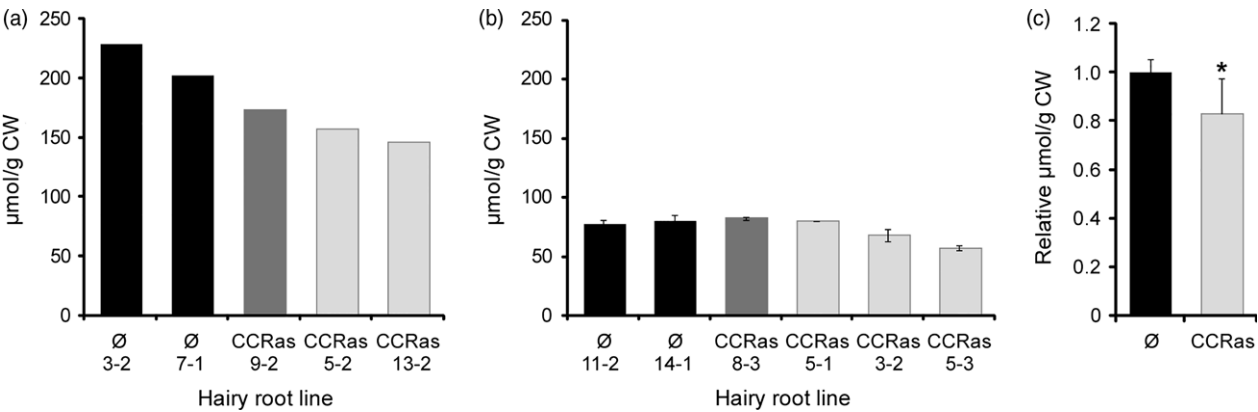 (a)
250
200
150
100
50
0
µmol/g CW
Ø Ø CCRas CCRas CCRas
3-2 7-1 9-2 5-2 13-2
Hairy root line
(b)
250
200
150
100
50
0
µmol/g CW
Ø Ø CCRas CCRas CCRas CCRas
11-2 14-1 8-3 5-1 3-2 5-3
Hairy root line
(c)
1.2
1.0
0.8
0.6
0.4
0.2
0
Relative µmol/g CW
*
Ø CCRas